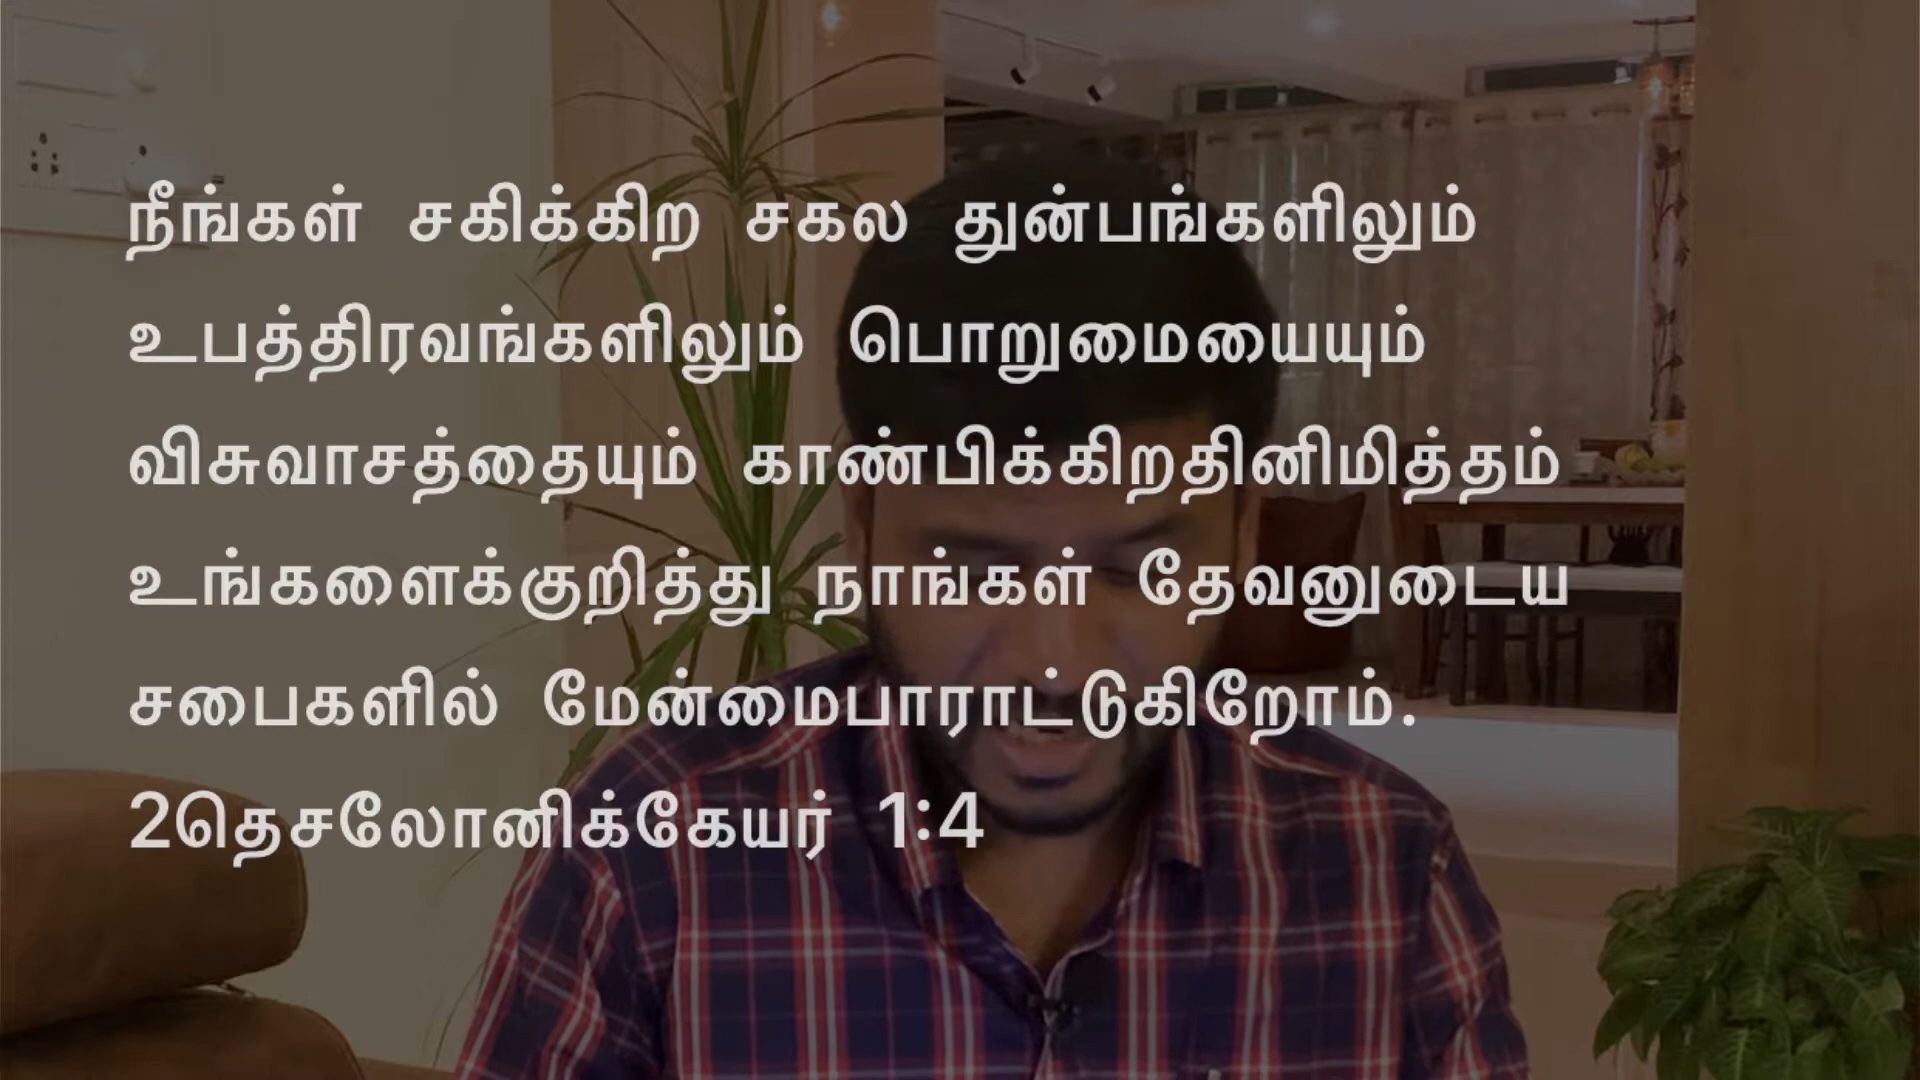 நீங்கள் சகிக்கிற சகல துன்பங்களிலும்
உபத்திரவங்களிலும் பொறுமையையும்
விசுவாசத்தையும் காண்பிக்கிறதினிமித்தம்
உங்களைக்குறித்து நாங்கள் தேவனுடைய
சபைகளில் மேன்மைபாராட்டுகிறோம்.
2தெசலோனிக்கேயர் 1:4